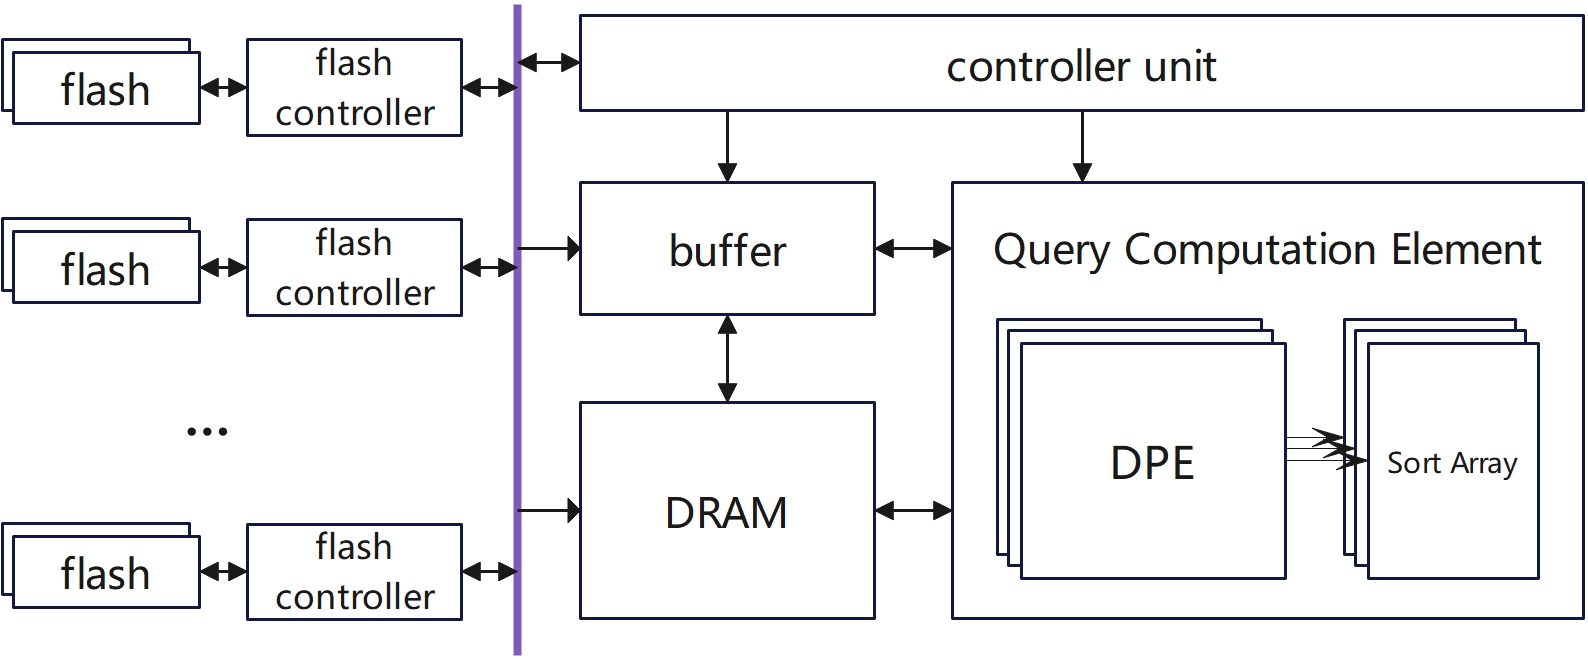 flash
flash
controller
controller unit
flash
flash
controller
buffer
Query Computation Element
...
DPE
Sort Array
DRAM
flash
flash
controller